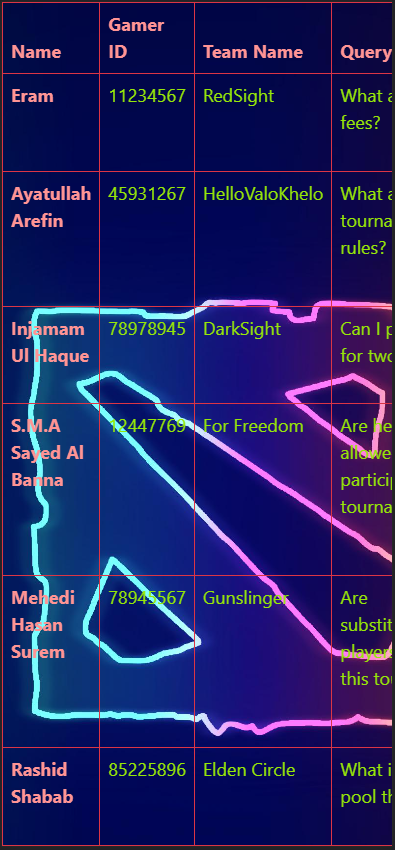 Name
Gamer
ID
Team Name
Query
Eram
11234567
RedSight
What a
fees?
Ayatullah
Arefin
45931267
HelloValoKhelo
What a
tourna
rules?
Injamam
Ul Haque
78978945
DarkSight
Can I p
for two
S.M.A
Sayed Al
Banna
12447769
For Freedom
Are
allowe
particip
tourna
Mehedi
Hasan
Surem
78945567
Gunslinger
Are
substit
player
this tou
Rashid
Shabab
85225896
Elden Circle
What i
pool th